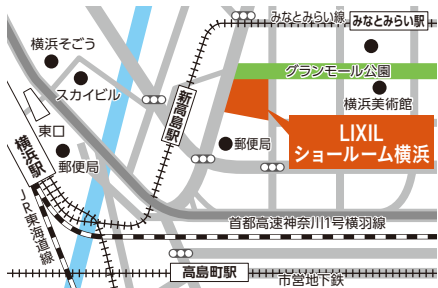 みなとみらい線
みなとみらい駅
横浜そごう
スカイビル
グランモール公園
横浜美術館
新高島駅
東口
郵便局
横浜駅
郵便局
LIXIL
ショールーム横浜
JR東海道線
首都高速神奈川1号横羽線
高島町駅
市営地下鉄